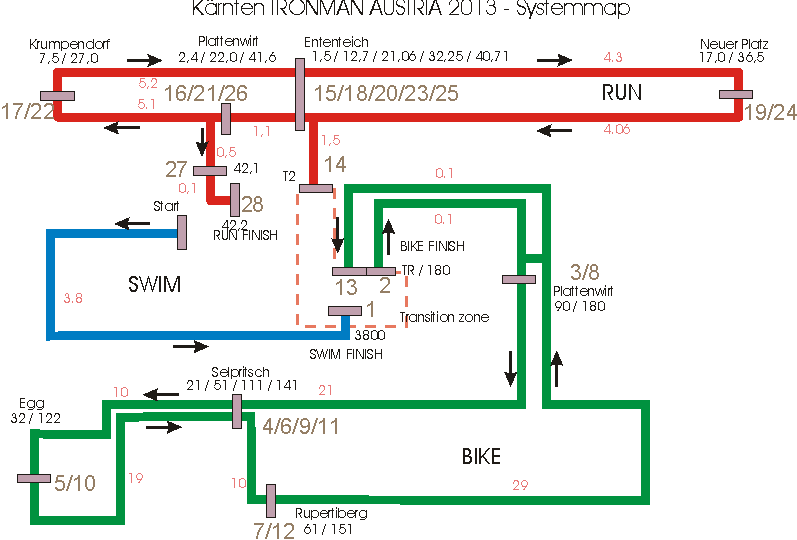 Kärnten IRONMAN AUSTRIA 2013 - Systemmap
Krumpendorf
7,5 / 27,0
Plattenwirt
2,4 / 22,0 / 41,6
Ententeich
1,5 / 12,7 / 21,06 / 32,25 / 40,71
Neuer Platz
17,0 / 36,5
4.3
5,2
16/21/26
15/18/20/23/25
RUN
17/22
5.1
19/24
1,1
1,5
4.06
0,5
14
27
42,1
T2
0,1
28
0.1
Start
42,2
RUN FINISH
0.1
BIKE FINISH
SWIM
13
2
TR / 180
3/8
Plattenwirt
90 / 180
3.8
1
Transition zone
3800
SWIM FINISH
Selpritsch
21 / 51 / 111 / 141
10
21
Egg
32 / 122
4/6/9/11
BIKE
5/10
19
10
29
7/12
Rupertiberg
61 / 151